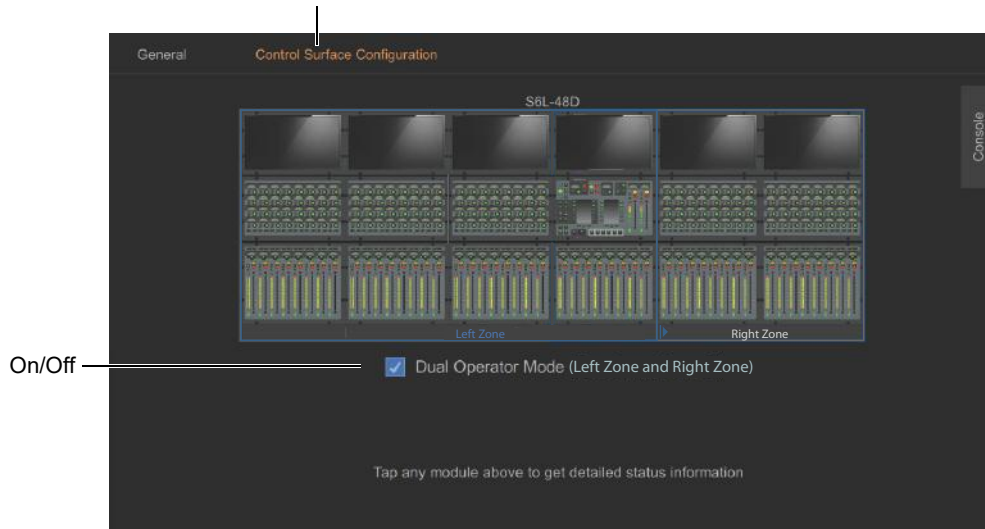 General Control Surface Configuration
S6L-48D
Console
Left Zone Right Zone
On/Off
Dual Operator Mode (Left Zone and Right Zone)
Tap any module above to get detailed status information